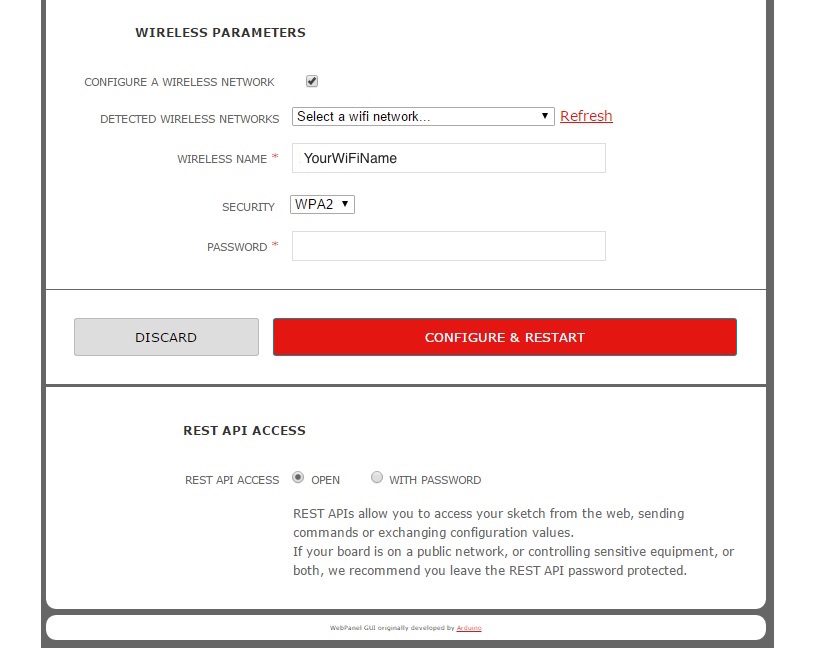 WIRELESS PARAMETERS
CONFIGURE A WIRELESS NETWORK
DETECTED WIRELESS NETWORKS Select a wifi network... Refresh
WIRELESS NAME * YourWiFiName
SECURITY WPA2
PASSWORD *
DISCARD CONFIGURE & RESTART
REST API ACCESS
REST API ACCESS OPEN WITH PASSWORD
REST APIs allow you to access your sketch from the web, sending
commands or exchanging configuration values.
If your board is on a public network, or controlling sensitive equipment, or
both, we recommend you leave the REST API password protected.
WebPanel GUI originally developed by Arduino